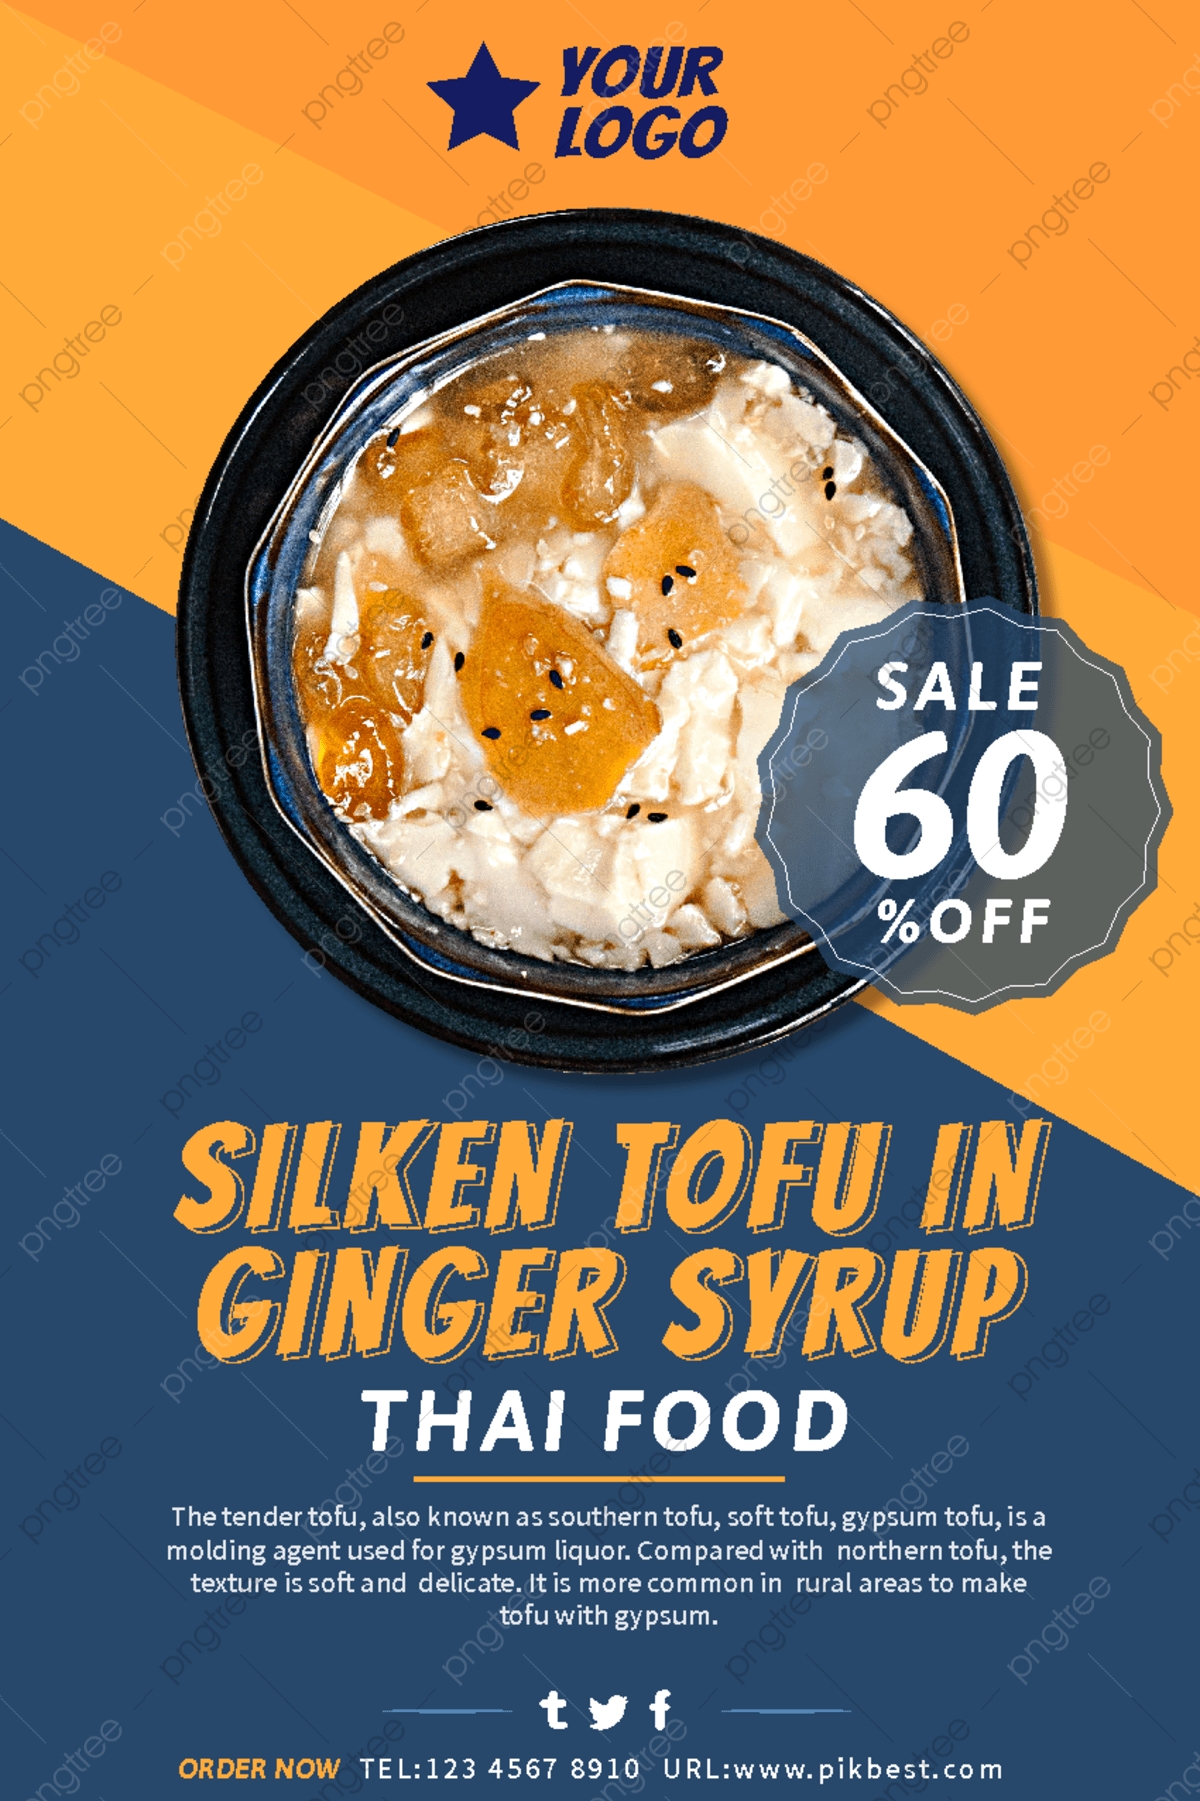 YOUR
LOGO
SALE
60
%OFF
SILKEN TOFU IN
GINGER SYRUP
THAI FOOD
The tender tofu, also known as southern tofu, soft tofu, gypsum tofu, is a
molding agent used for gypsum liquor. Compared with northern tofu, the
texture is soft and delicate. It is more common in rural areas to make
tofu with gypsum.
ORDER NOW TEL:123 4567 8910 URL:www.pikbest.com
pngtree